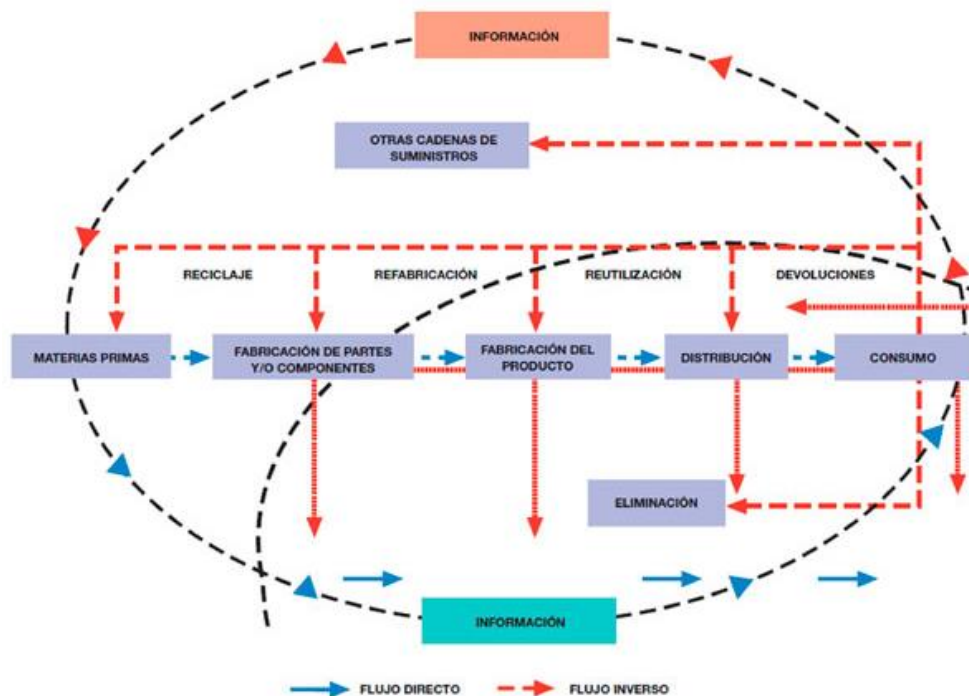 INFORMACIÓN
OTRAS CADENAS DE
SUMINISTROS
RECICLAJE
REFABRICACIÓN
REUTILIZACIÓN
DEVOLUCIONES
MATERIAS PRIMAS
FABRICACIÓN DE PARTES
Y/O COMPONENTES
FABRICACIÓN DEL
PRODUCTO
DISTRIBUCIÓN
CONSUMO
ELIMINACIÓN
INFORMACIÓN
FLUJO DIRECTO
FLUJO INVERSO